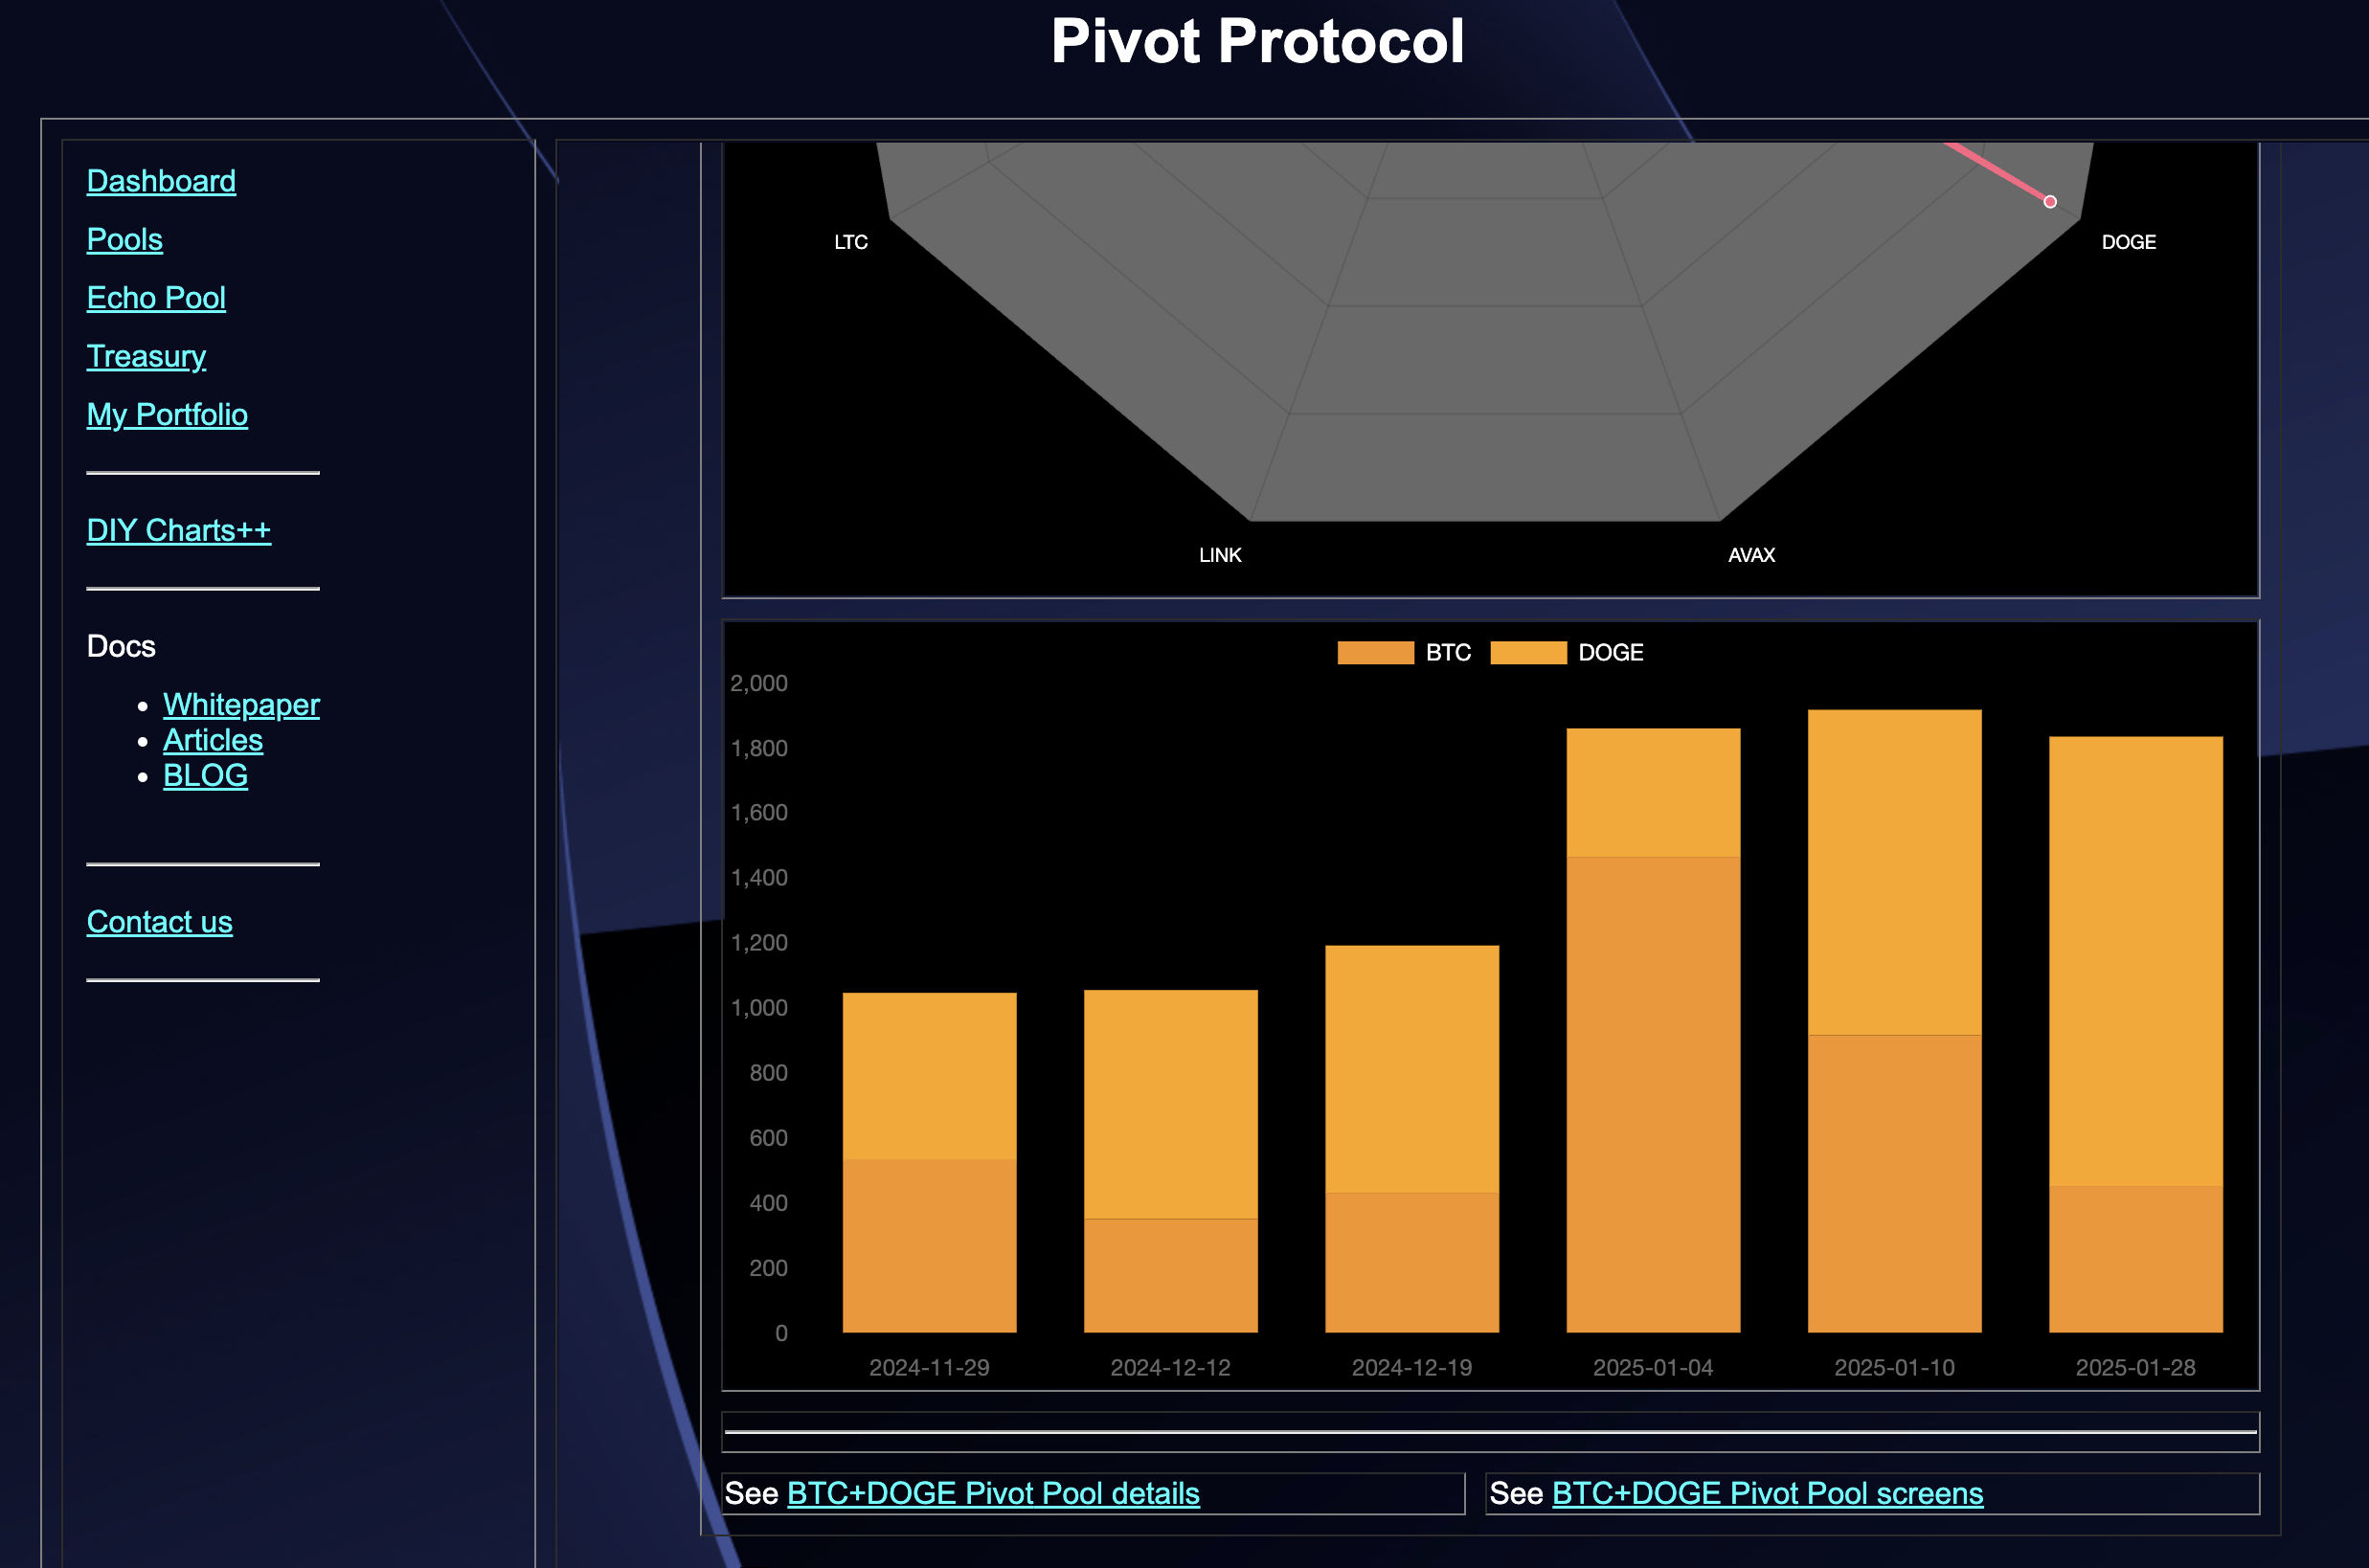 Pivot Protocol
Dashboard
Pools
Echo Pool
Treasury
My Portfolio
DIY Charts++
Docs
Whitepaper
Articles
BLOG
Contact us
LTC
DOGE
LINK
AVAX
BTC
DOGE
2,000
1,800
1,600
1,400
1,200
1,000
800
600
400
200
0
2024-11-29 2024-12-12 2024-12-19 2025-01-04 2025-01-10 2025-01-28
See BTC+DOGE Pivot Pool details
See BTC+DOGE Pivot Pool screens